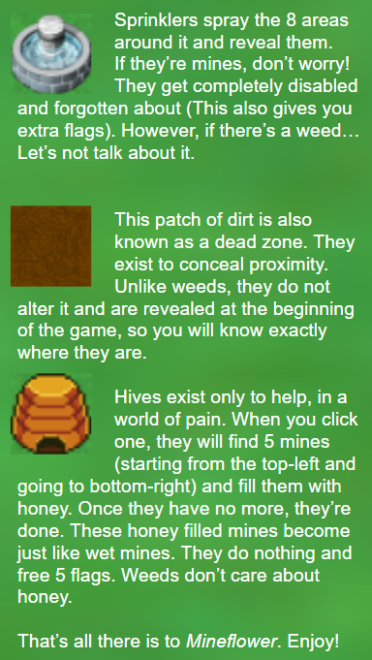 Sprinklers spray the 8 areas
around it and reveal them.
If they’re mines, don’t worry!
They get completely disabled
and forgotten about (This also gives you
extra flags). However, if there’s a weed…
Let’s not talk about it.
This patch of dirt is also
known as a dead zone. They
exist to conceal proximity.
Unlike weeds, they do not
alter it and are revealed at the beginning
of the game, so you will know exactly
where they are.
Hives exist only to help, in a
world of pain. When you click
one, they will find 5 mines
(starting from the top-left and
going to bottom-right) and fill them with
honey. Once they have no more, they’re
done. These honey filled mines become
just like wet mines. They do nothing and
free 5 flags. Weeds don’t care about
honey.
That’s all there is to Mineflower. Enjoy!